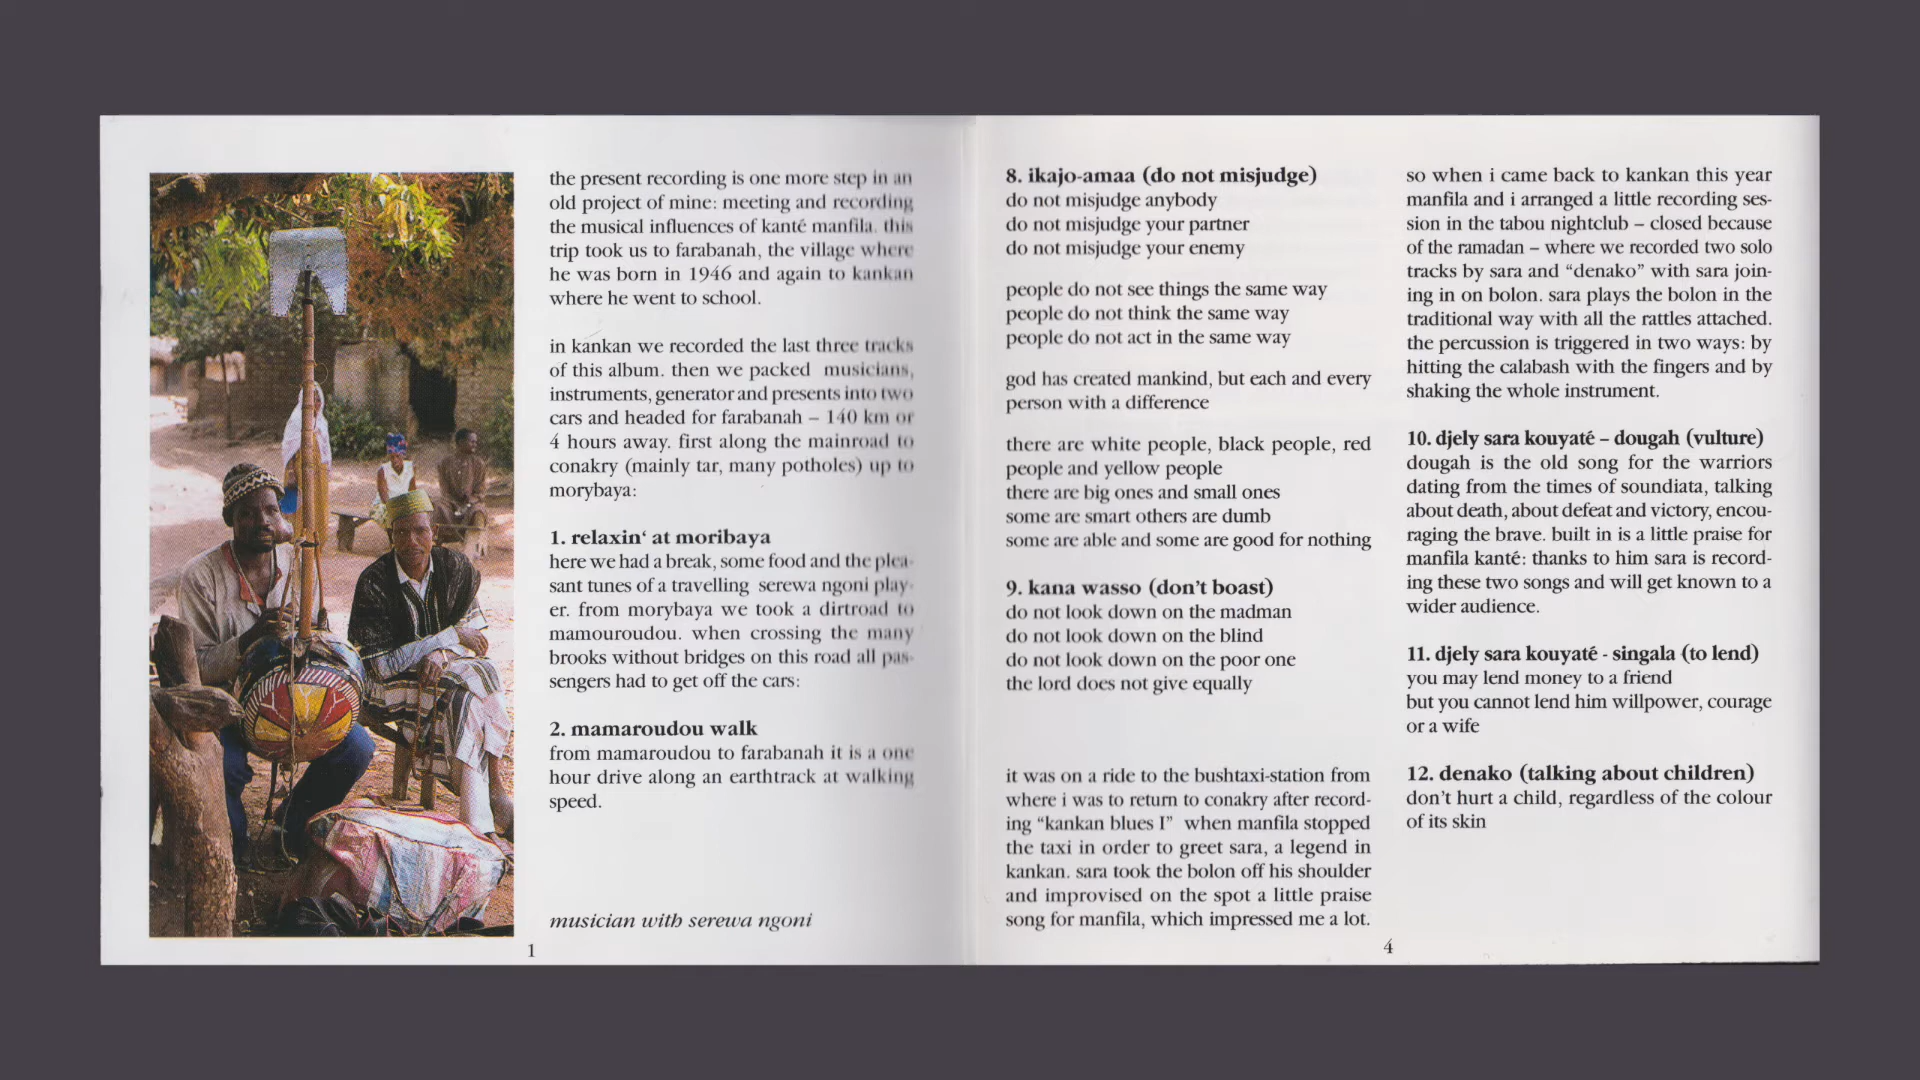 the present recording is one more step in an
old project of mine: meeting and recording
the musical influences of kanté manfila. this
trip took us to farabanah, the village where
he was born in 1946 and again to kankan
where he went to school.
in kankan we recorded the last three tracks
of this album. then we packed musicians,
instruments, generator and presents into two
cars and headed for farabanah – 140 km or
4 hours away. first along the mainroad to
conakry (mainly tar, many potholes) up to
morybaya:
1. relaxin‘ at moribaya
here we had a break, some food and the plea-
sant tunes of a travelling serewa ngoni play-
er. from morybaya we took a dirtroad to
mamouroudou. when crossing the many
brooks without bridges on this road all pas-
sengers had to get off the cars:
2. mamaroudou walk
from mamaroudou to farabanah it is a one
hour drive along an earthtrack at walking
speed.
musician with serewa ngoni
1
8. ikajo-amaa (do not misjudge)
do not misjudge anybody
do not misjudge your partner
do not misjudge your enemy
people do not see things the same way
people do not think the same way
people do not act in the same way
god has created mankind, but each and every
person with a difference
there are white people, black people, red
people and yellow people
there are big ones and small ones
some are smart others are dumb
some are able and some are good for nothing
9. kana wasso (don’t boast)
do not look down on the madman
do not look down on the blind
do not look down on the poor one
the lord does not give equally
it was on a ride to the bushtaxi-station from
where i was to return to conakry after record-
ing “kankan blues I” when manfila stopped
the taxi in order to greet sara, a legend in
kankan. sara took the bolon off his shoulder
and improvised on the spot a little praise
song for manfila, which impressed me a lot.
so when i came back to kankan this year
manfila and i arranged a little recording ses-
sion in the tabou nightclub – closed because
of the ramadan – where we recorded two solo
tracks by sara and “denako” with sara join-
ing in on bolon. sara plays the bolon in the
traditional way with all the rattles attached.
the percussion is triggered in two ways: by
hitting the calabash with the fingers and by
shaking the whole instrument.
10. djely sara kouyaté – dougah (vulture)
dougah is the old song for the warriors
dating from the times of soundiata, talking
about death, about defeat and victory, encou-
raging the brave. built in is a little praise for
manfila kanté: thanks to him sara is record-
ing these two songs and will get known to a
wider audience.
11. djely sara kouyaté - singala (to lend)
you may lend money to a friend
but you cannot lend him willpower, courage
or a wife
12. denako (talking about children)
don’t hurt a child, regardless of the colour
of its skin
4